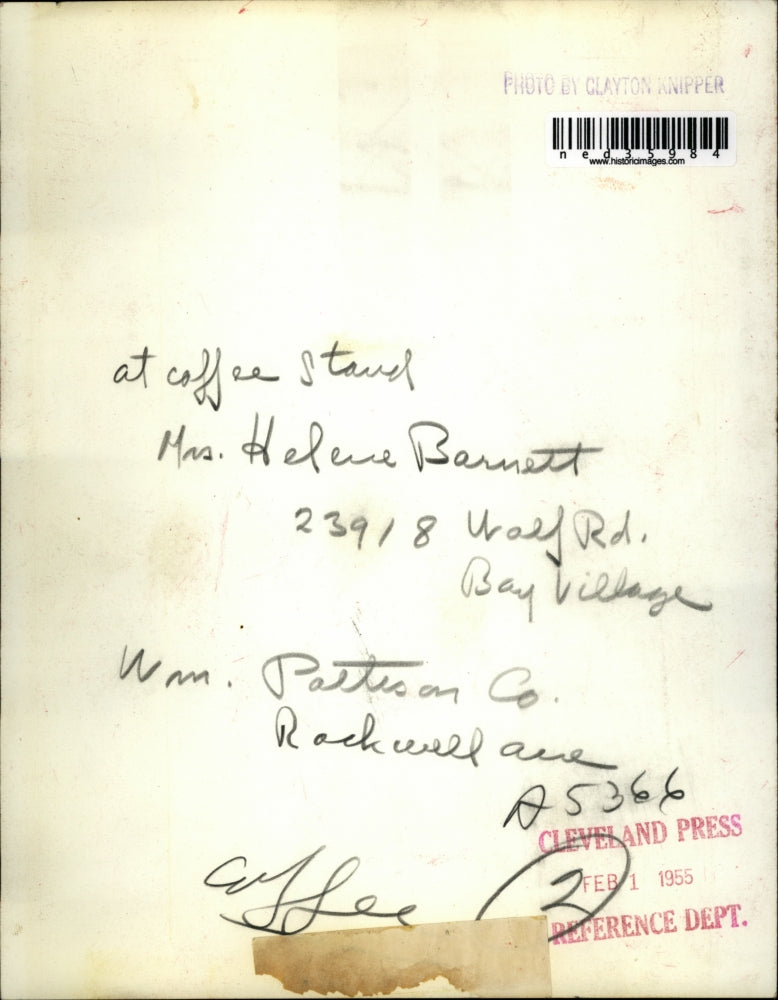 PHOTO BY CLAYTON KNIPPER
ned35984
www.historicimages.com
at coffee Stand
Mrs. Helene Barnett
23918 Wolf Rd.
Bay Village
Wm. Pattison Co.
Rockwell ave
A5366
CLEVELAND PRESS
FEB 1 1955
REFERENCE DEPT.
Coffee 2